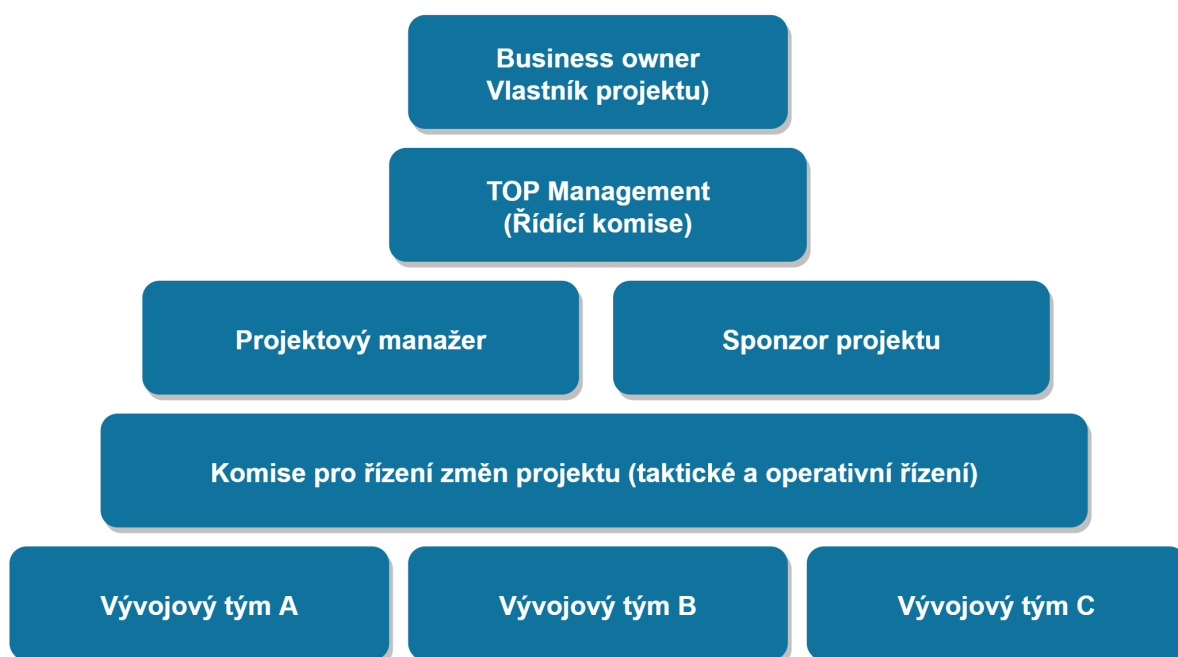 Business owner
Vlastník projektu)
TOP Management
(Řídící komise)
Projektový manažer
Sponzor projektu
Komise pro řízení změn projektu (taktické a operativní řízení)
Vývojový tým A
Vývojový tým B
Vývojový tým C